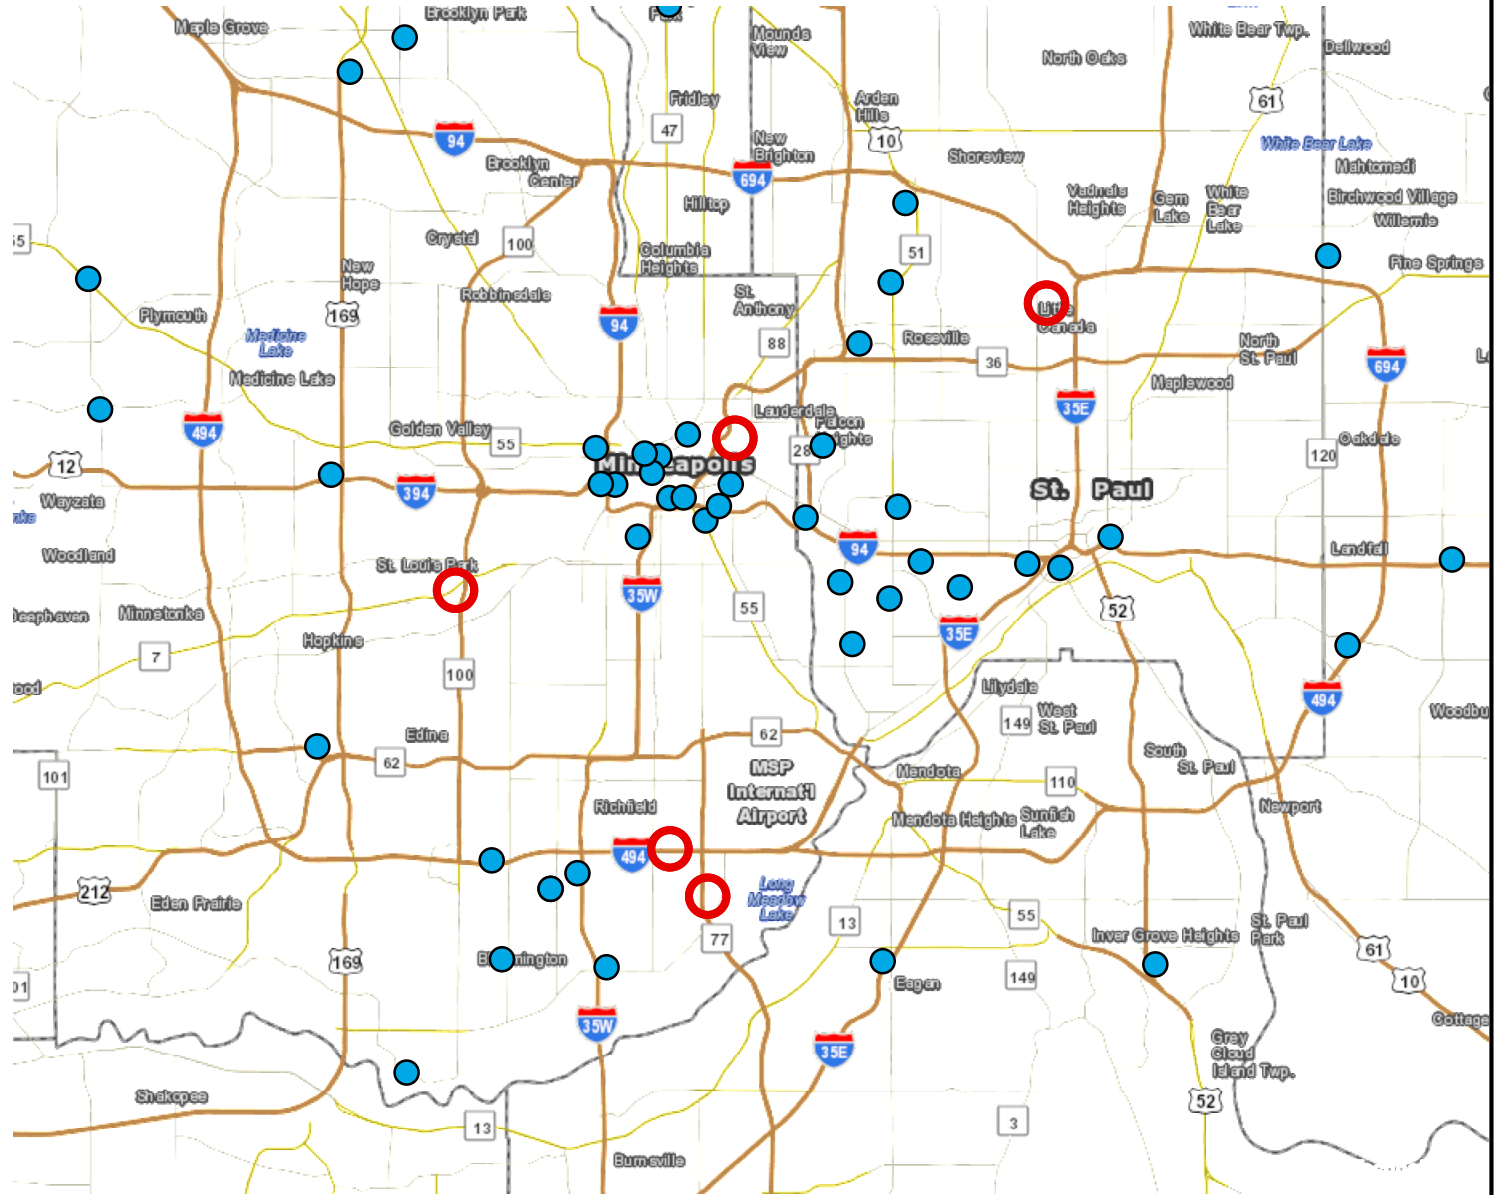 Brooklyn Park
Park
Maple Grove
White Bear Twp.
Mounds
View
Dellwood
North Oaks
Fridley
Arden
Hills
61
47
94
10
New
Brighton
White Bear Lake
Brooklyn
Center
Shoreview
Mahtomedi
694
Vadnais
Heights
Gem
Lake
White
Bear
Lake
Birchwood Village
Willernie
Hilltop
Crystal
100
51
Columbia
Heights
New
Hope
Pine Springs
Robbinsdale
St.
Anthony
Little
Canada
Plymouth
169
94
Medicine
Lake
88
Roseville
North
St. Paul
36
694
Medicine Lake
Maplewood
35E
Lauderdale
Falcon
Heights
494
Golden Valley
55
28
120
Oakdale
12
Minneapolis
394
St. Paul
Wayzata
94
Woodland
Landfall
St. Louis Park
35W
55
52
eephaven
Minnetonka
35E
Hopkins
7
100
Lilydale
494
149
West
St. Paul
Woodbu
62
Edina
62
South
St. Paul
101
MSP
Internat'l
Airport
Mendota
110
Richfield
Newport
Mendota Heights
Sunfish
Lake
494
212
Long
Meadow
Lake
Eden Prairie
13
55
St. Paul
Park
77
Inver Grove Heights
61
169
149
10
Eagan
35W
Cottage
35E
Grey
Cloud
Island Twp.
Shakopee
52
13
3
Burnsville